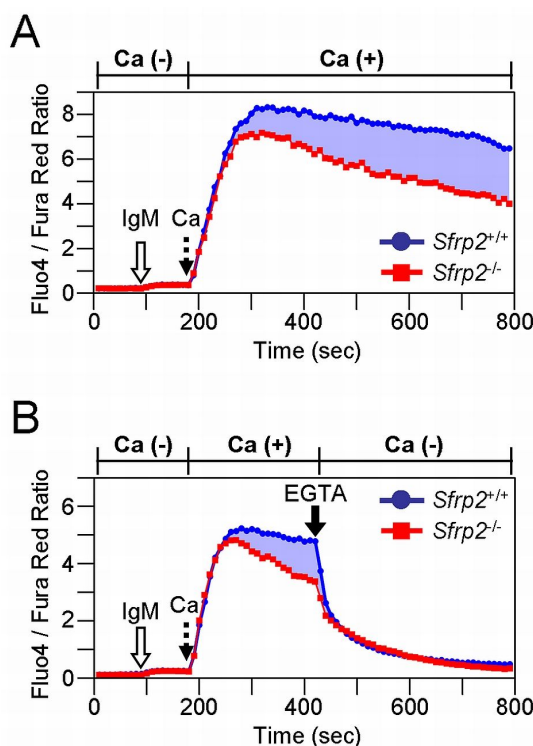 A
Ca (-) Ca (+)
Fluo4 / Fura Red Ratio
8
6
4
2
0
IgM
Ca
Sfrp2+/+
Sfrp2-/-
0 200 400 600 800
Time (sec)
B
Ca (-) Ca (+) Ca (-)
Fluo4 / Fura Red Ratio
6
4
2
0
EGTA
IgM
Ca
Sfrp2+/+
Sfrp2-/-
0 200 400 600 800
Time (sec)